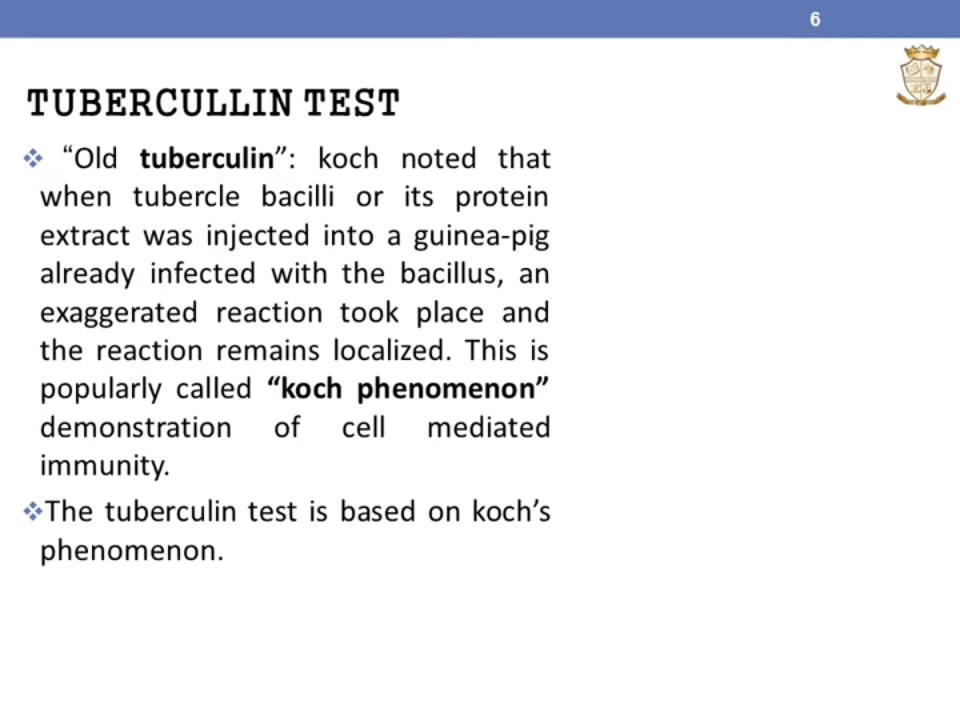 6
TUBERCULLIN TEST
❖ “Old tuberculin”: koch noted that
when tubercle bacilli or its protein
extract was injected into a guinea-pig
already infected with the bacillus, an
exaggerated reaction took place and
the reaction remains localized. This is
popularly called “koch phenomenon”
demonstration of cell mediated
immunity.
❖The tuberculin test is based on koch’s
phenomenon.